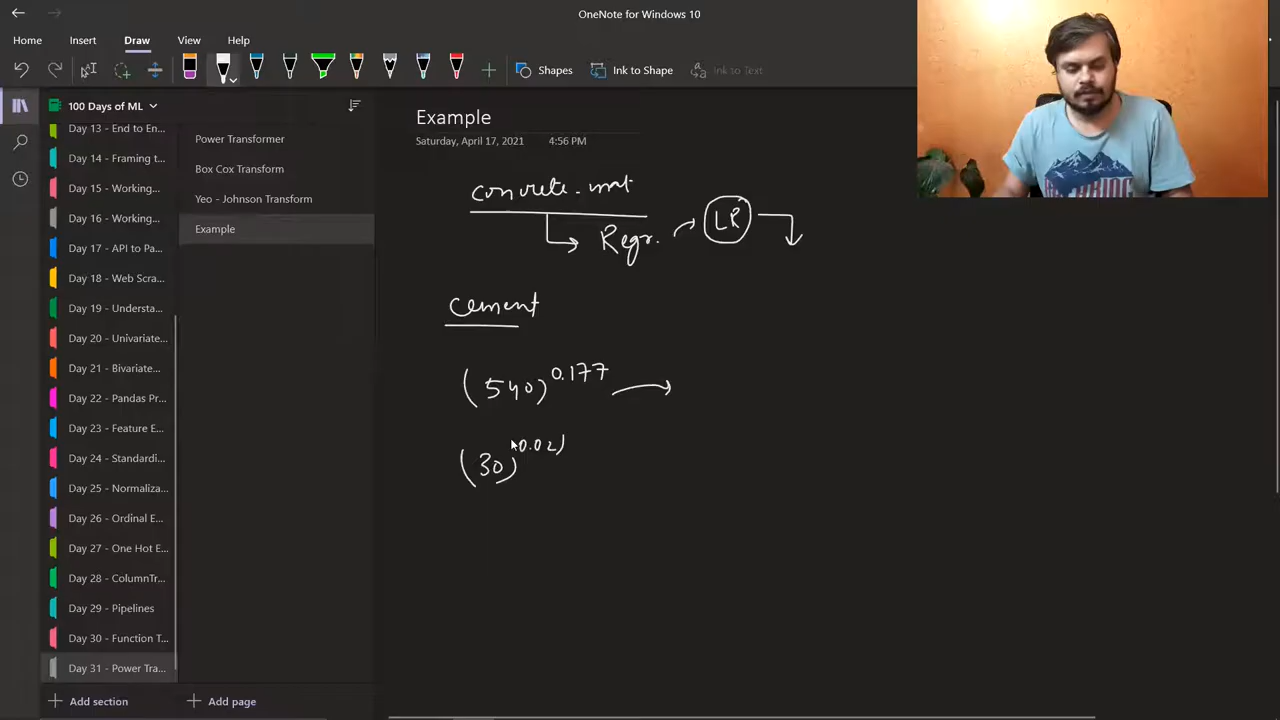 OneNote for Windows 10
Home Insert Draw View Help
Shapes Ink to Shape Ink to Text
100 Days of ML
Day 13 - End to En...
Day 14 - Framing t...
Day 15 - Working...
Day 16 - Working...
Day 17 - API to Pa...
Day 18 - Web Scra...
Day 19 - Understa...
Day 20 - Univariate...
Day 21 - Bivariate...
Day 22 - Pandas Pr...
Day 23 - Feature E...
Day 24 - Standardi...
Day 25 - Normaliza...
Day 26 - Ordinal E...
Day 27 - One Hot E...
Day 28 - ColumnTr...
Day 29 - Pipelines
Day 30 - Function T...
Day 31 - Power Tra...
Add section
Power Transformer
Box Cox Transform
Yeo - Johnson Transform
Example
Add page
Example
Saturday, April 17, 2021 4:56 PM
Regr. LR
cement
(540)^0.177